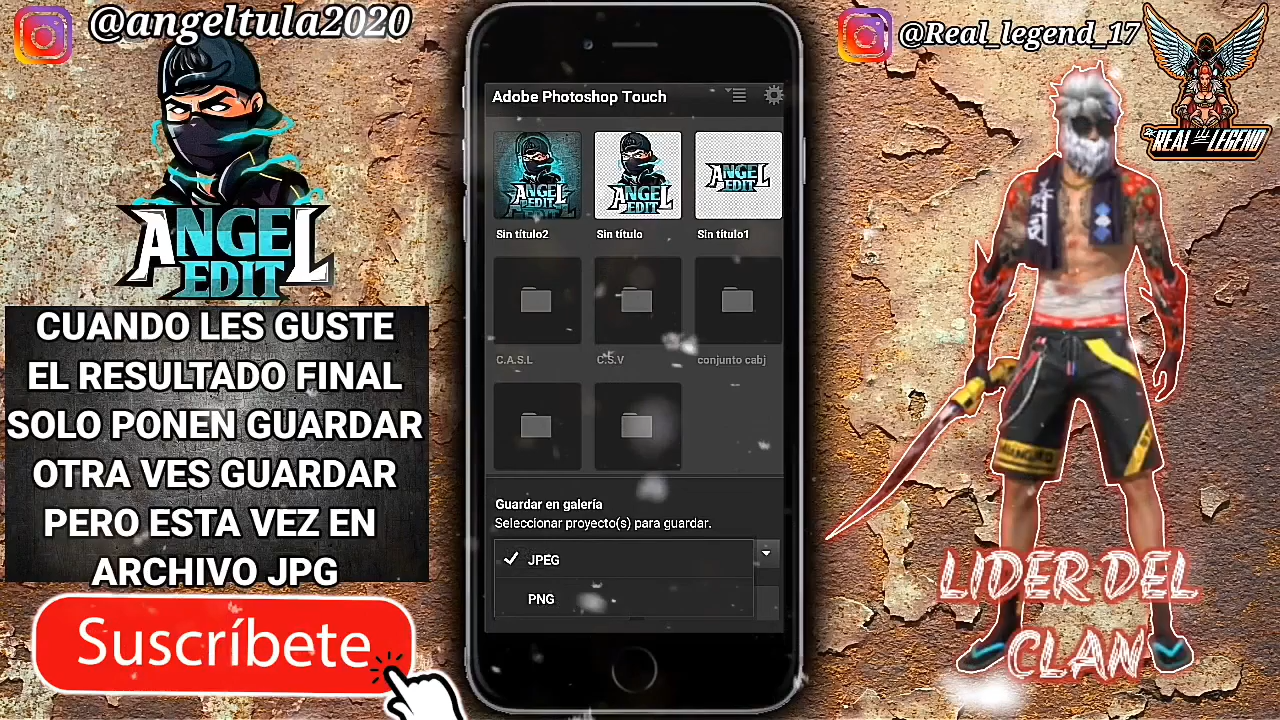 @angeltula2020
ANGEL
EDIT
CUANDO LES GUSTE
EL RESULTADO FINAL
SOLO PONEN GUARDAR
OTRA VES GUARDAR
PERO ESTA VEZ EN
ARCHIVO JPG
Suscríbete
Adobe Photoshop Touch
ANGEL
EDIT
ANGEL
EDIT
ANGEL
EDIT
Sin título2
Sin título
Sin título1
C.A.S.L
C.S.V
conjunto cabj
Guardar en galería
Seleccionar proyecto(s) para guardar.
JPEG
PNG
@Real_legend_17
REAL LEGEND
LIDER DEL
CLAN